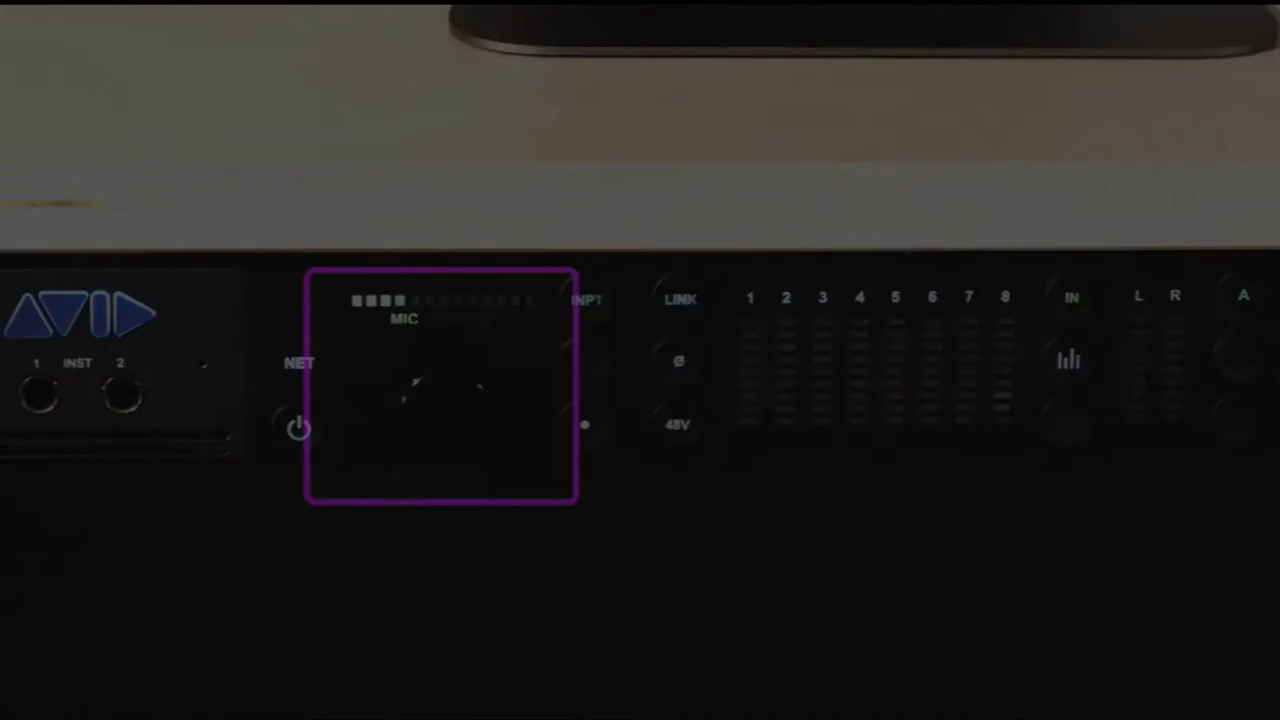 AVID
1 INST 2
NET
MIC
INPT
LINK
Ø
48V
1 2 3 4 5 6 7 8
IN
L R
A